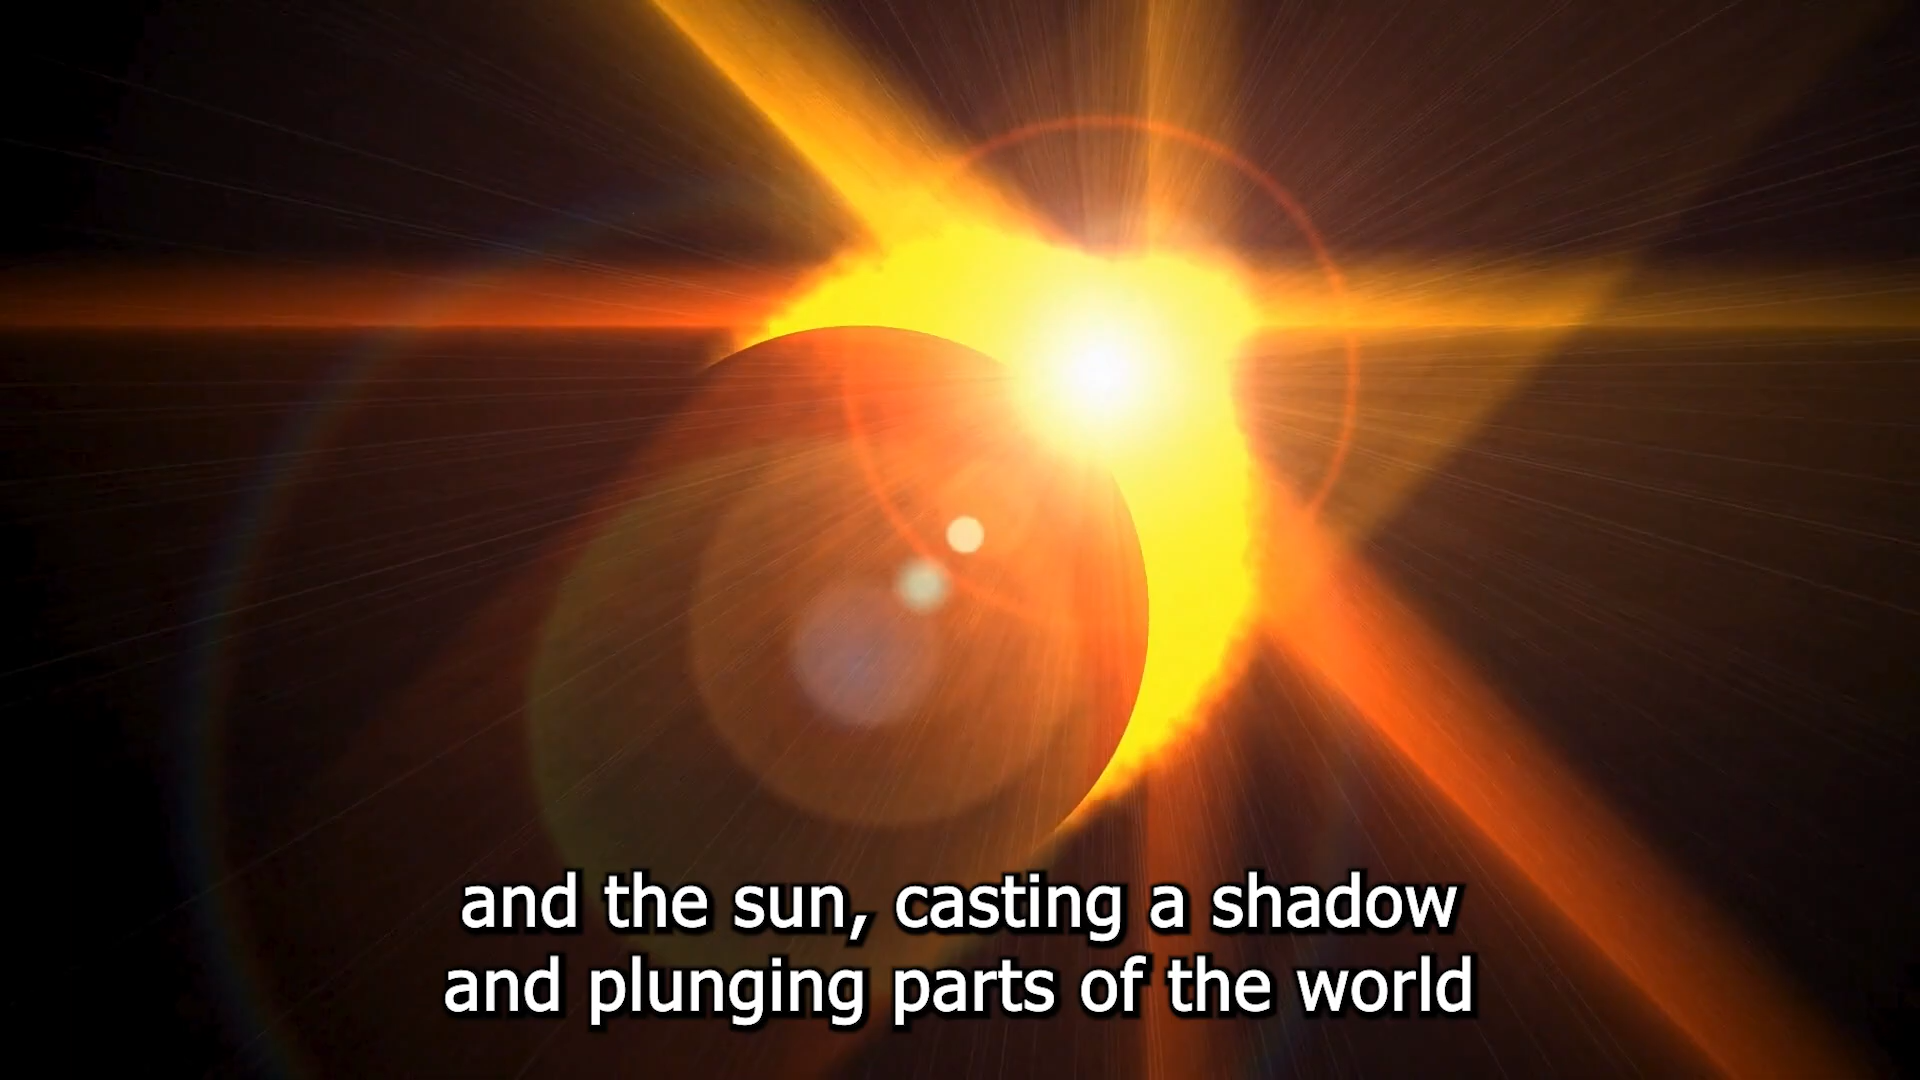 and the sun, casting a shadow
and plunging parts of the world